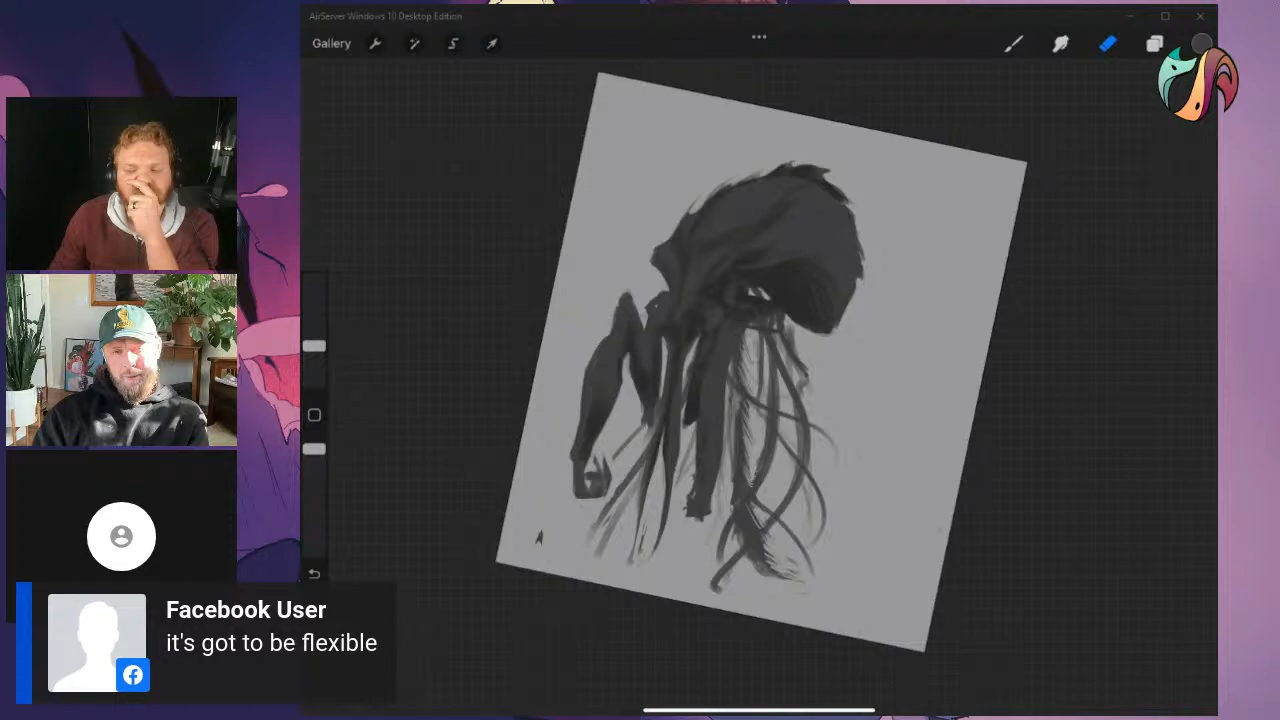 AirServer Windows 10 Desktop Edition
Gallery
Facebook User
it's got to be flexible